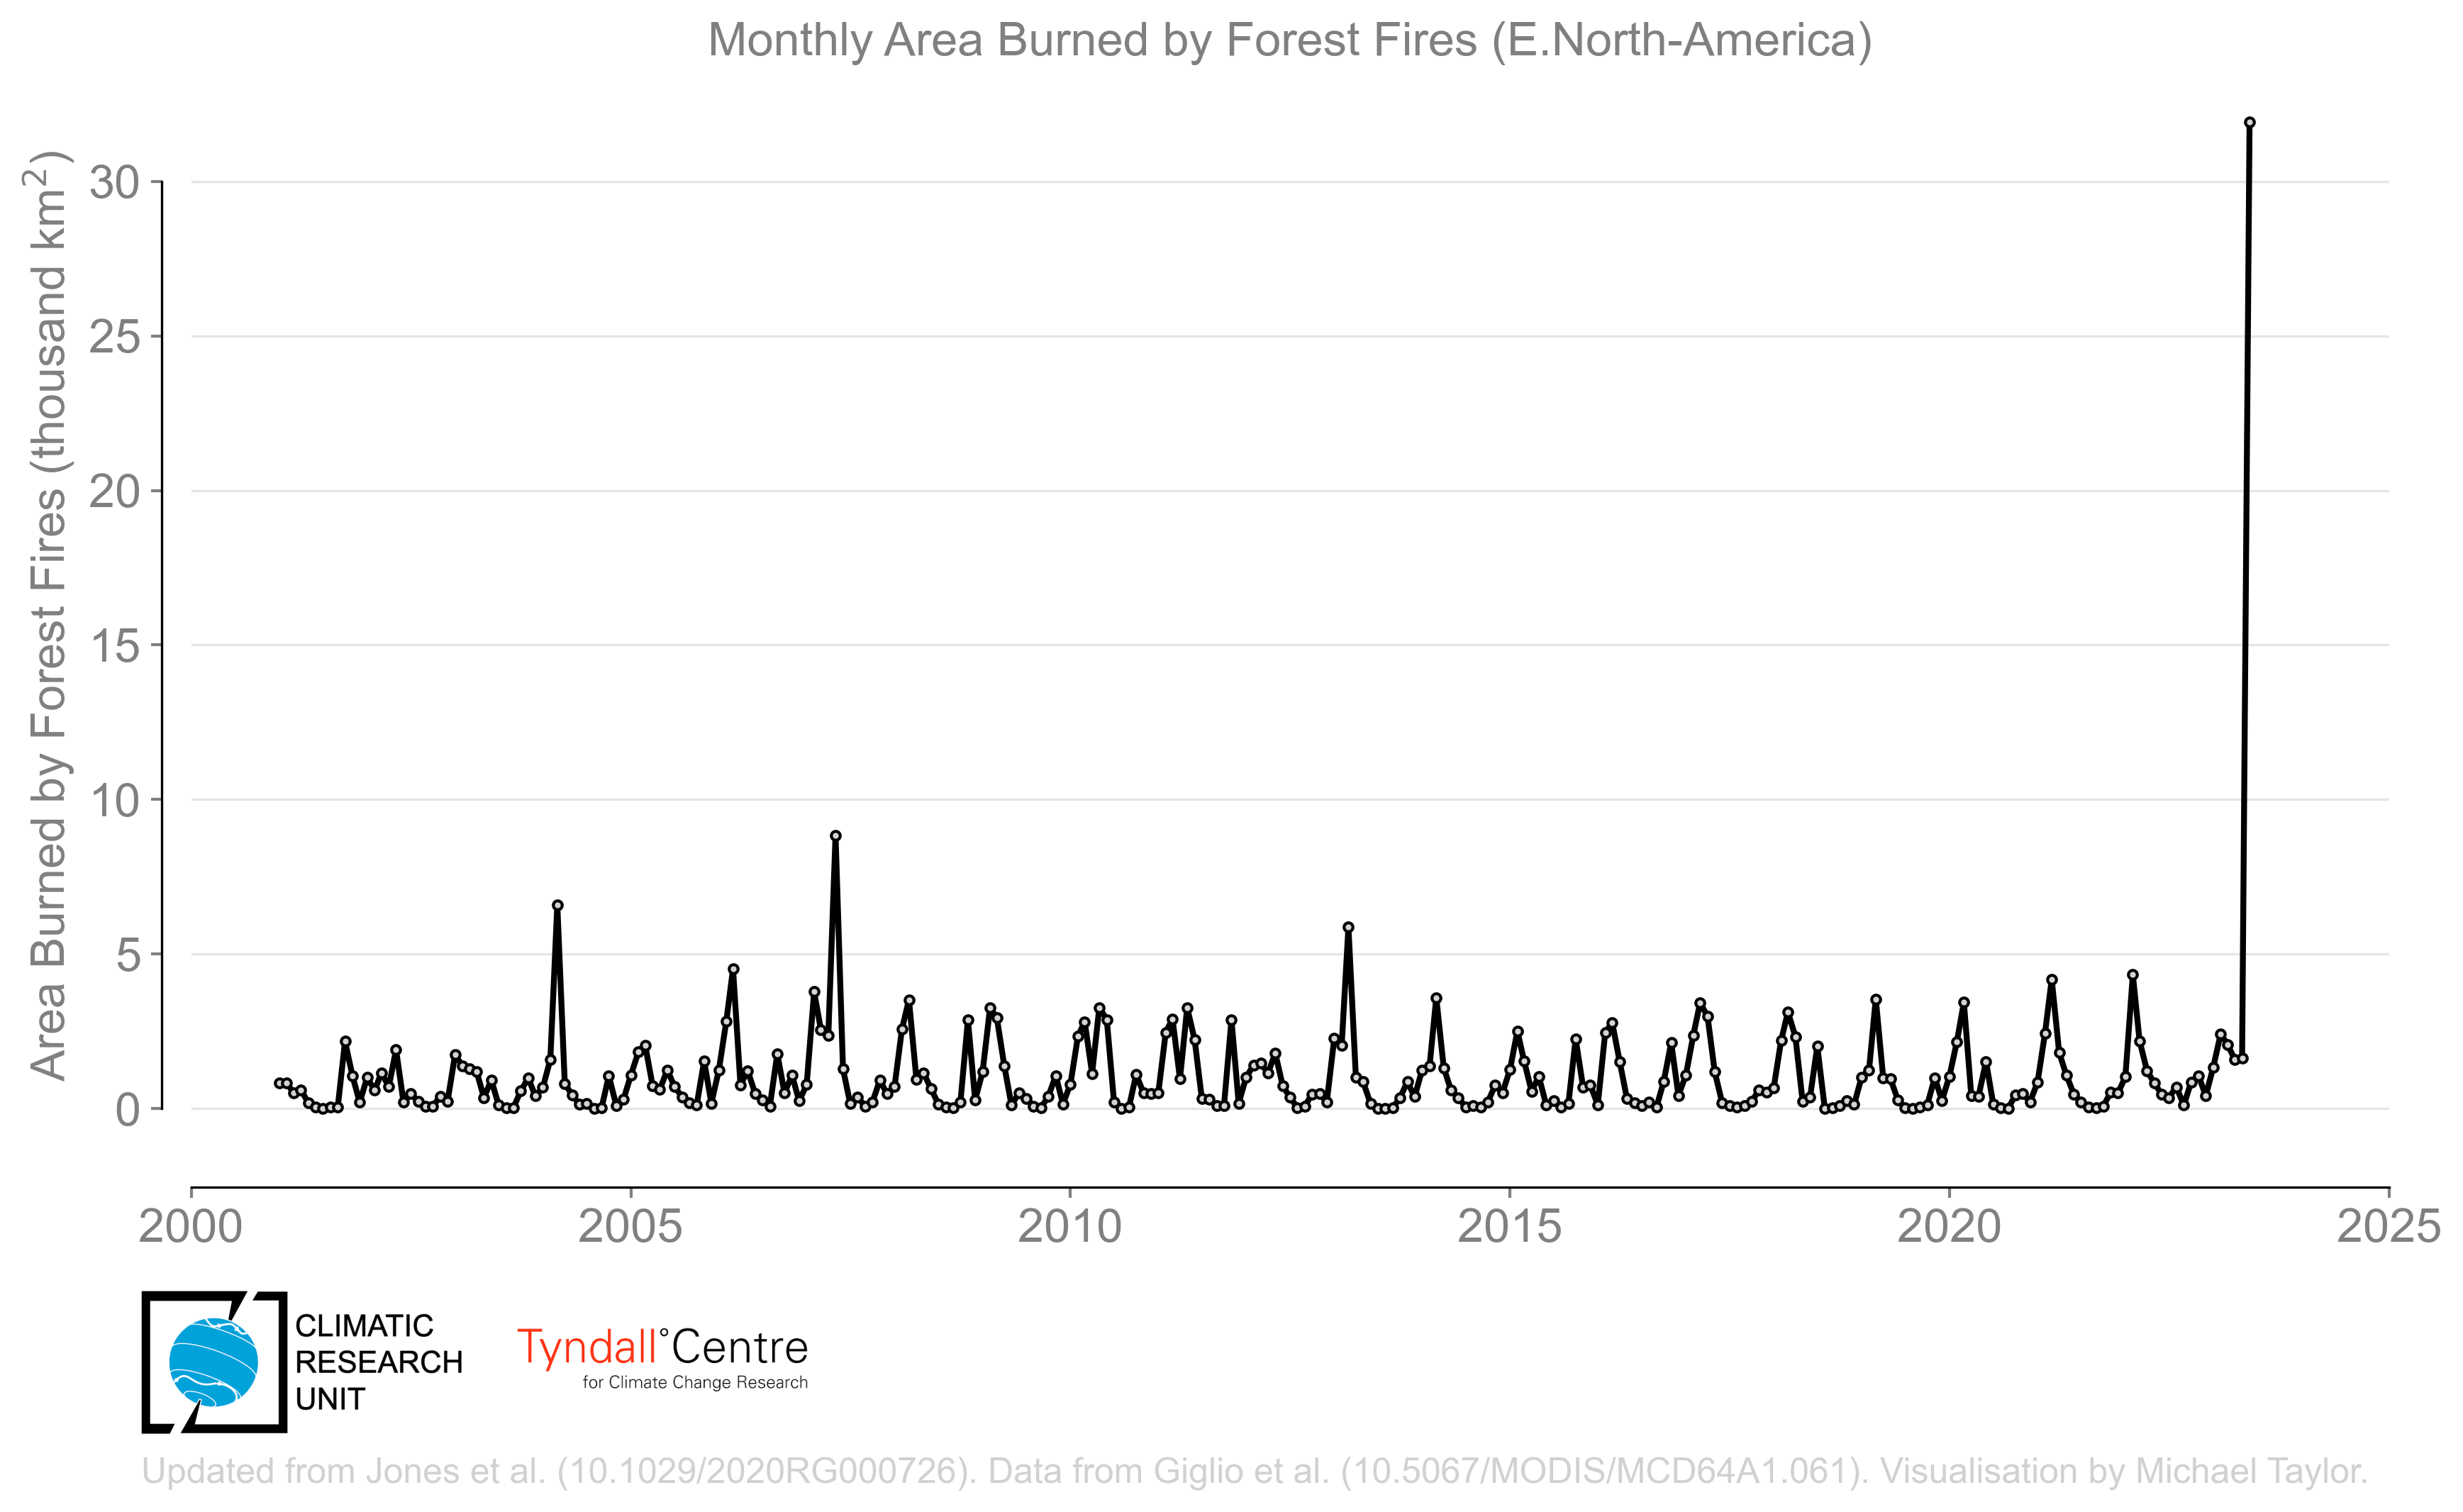 Monthly Area Burned by Forest Fires (E.North-America)
Area Burned by Forest Fires (thousand km²)
30
25
20
15
10
5
0
2000 2005 2010 2015 2020 2025
CLIMATIC
RESEARCH
UNIT
Tyndall°Centre
for Climate Change Research
Updated from Jones et al. (10.1029/2020RG000726). Data from Giglio et al. (10.5067/MODIS/MCD64A1.061). Visualisation by Michael Taylor.